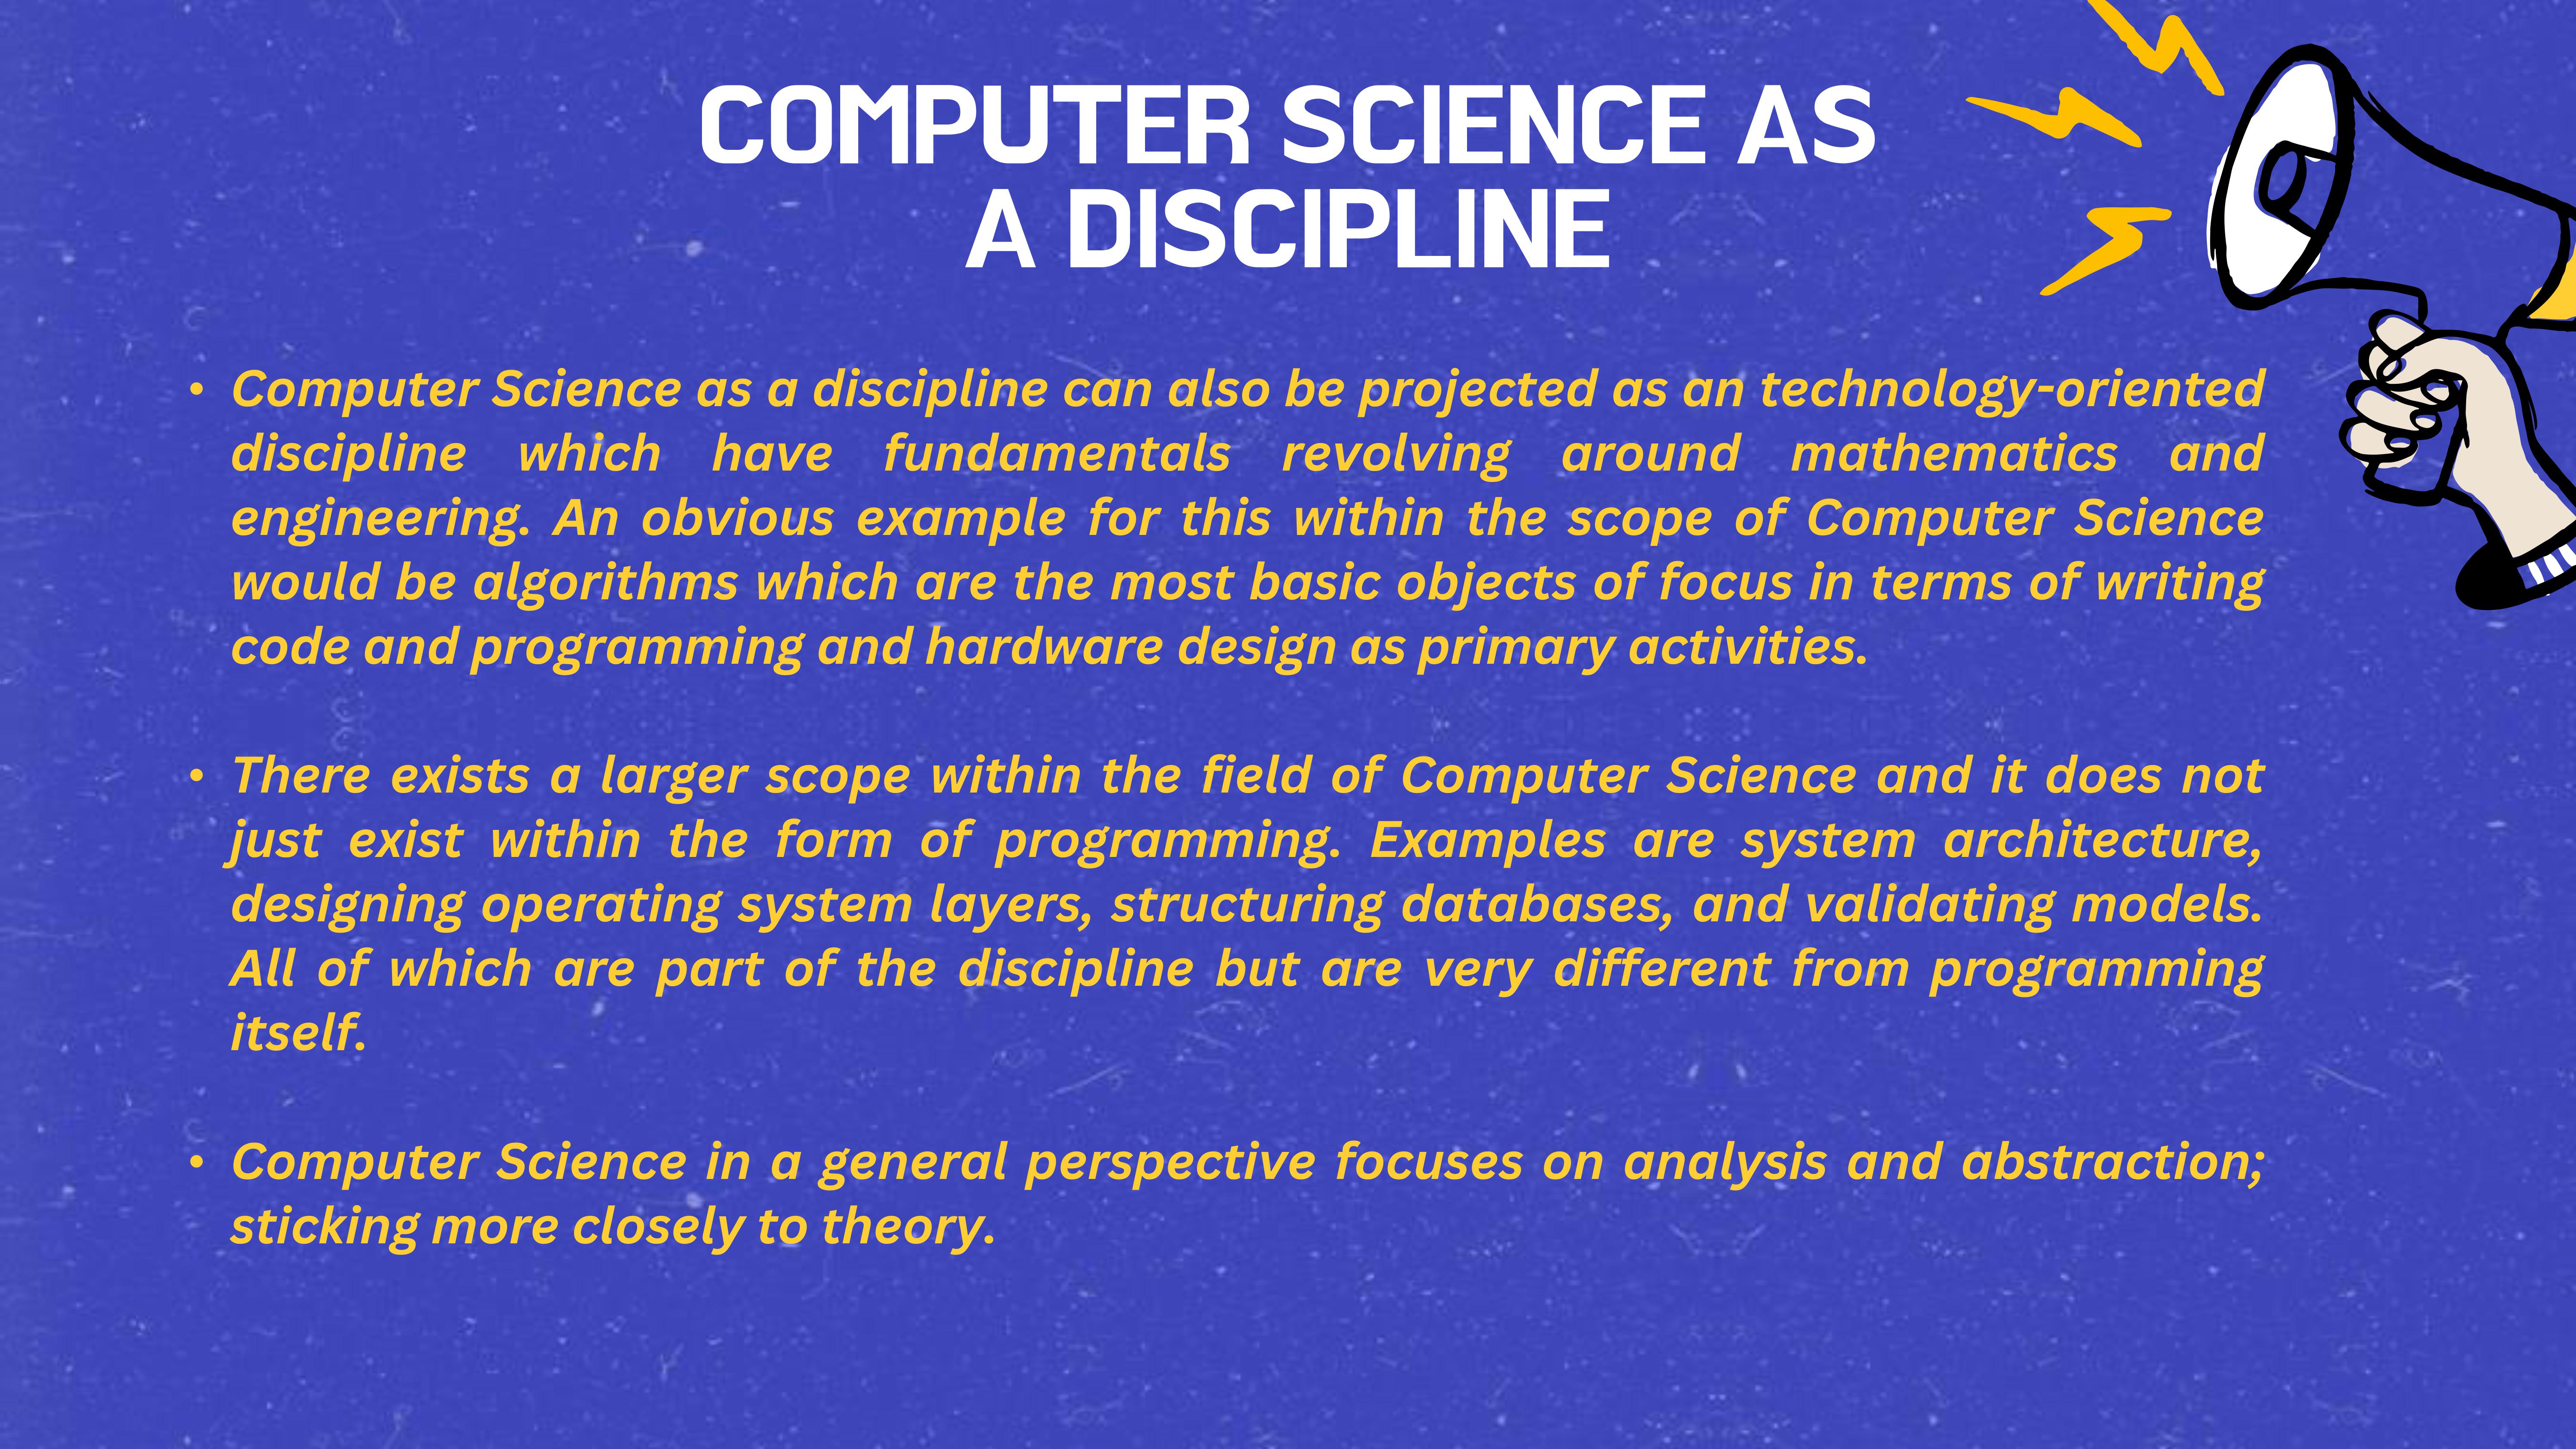 COMPUTER SCIENCE AS
A DISCIPLINE
• Computer Science as a discipline can also be projected as an technology-oriented
discipline which have fundamentals revolving around mathematics and
engineering. An obvious example for this within the scope of Computer Science
would be algorithms which are the most basic objects of focus in terms of writing
code and programming and hardware design as primary activities.
• There exists a larger scope within the field of Computer Science and it does not
just exist within the form of programming. Examples are system architecture,
designing operating system layers, structuring databases, and validating models.
All of which are part of the discipline but are very different from programming
itself.
• Computer Science in a general perspective focuses on analysis and abstraction;
sticking more closely to theory.